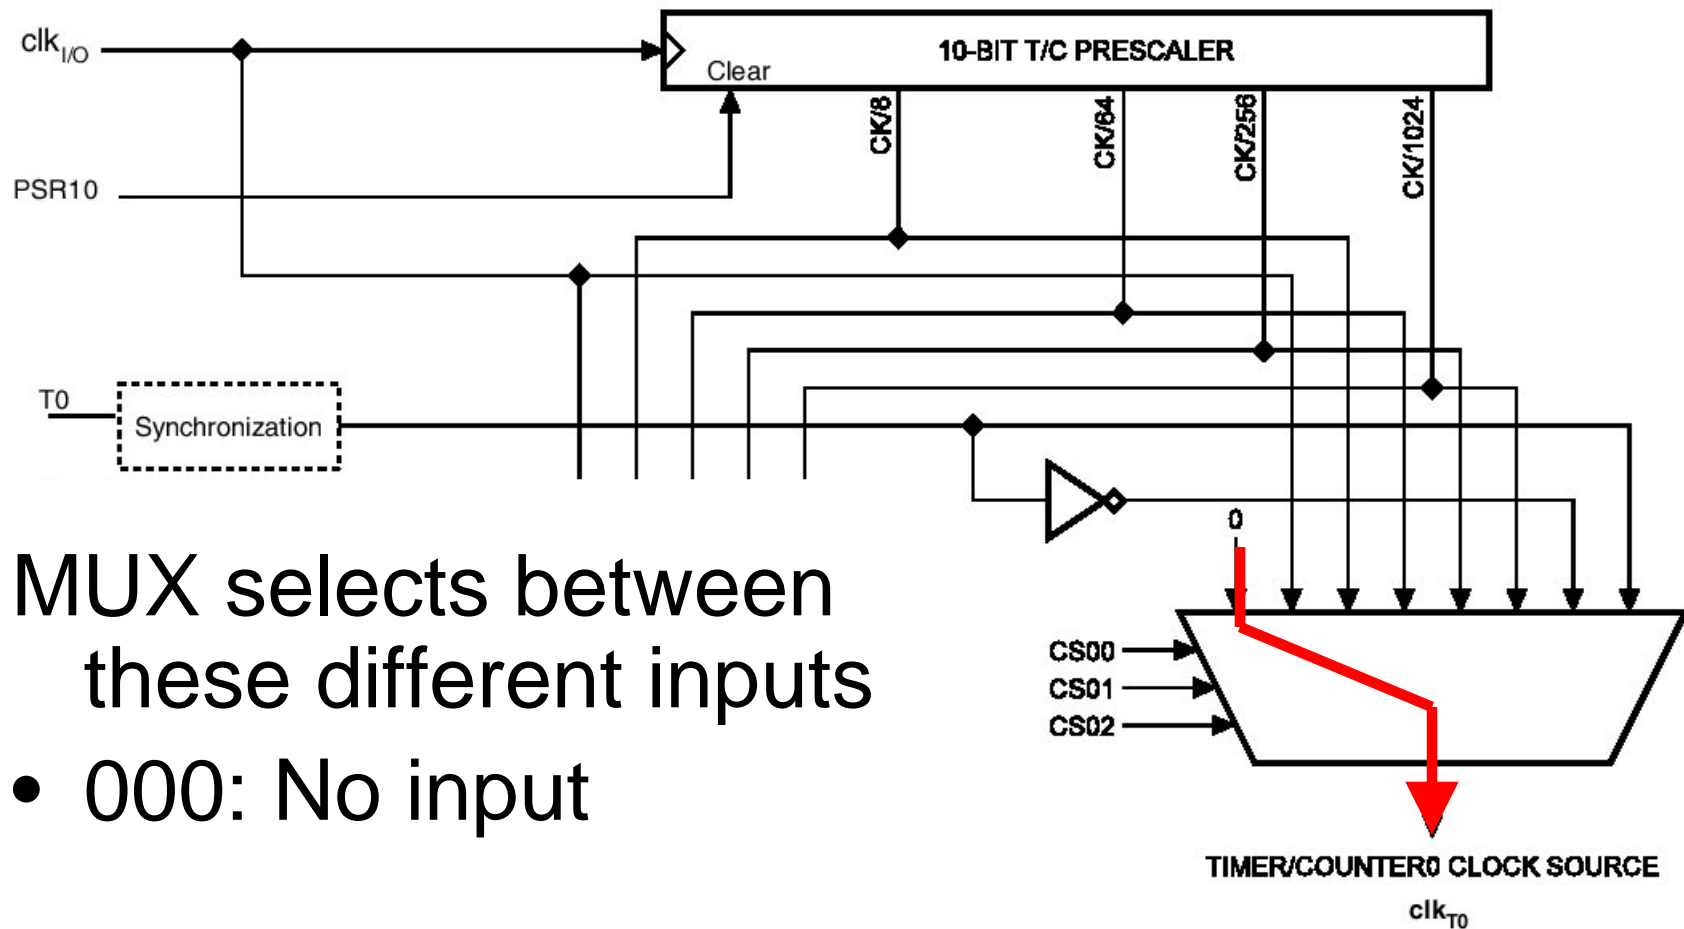 clkI/O
10-BIT T/C PRESCALER
Clear
CK/8
CK/64
CK/256
CK/1024
PSR10
T0
Synchronization
0
MUX selects between
these different inputs
• 000: No input
CS00
CS01
CS02
TIMER/COUNTER0 CLOCK SOURCE
clkT0